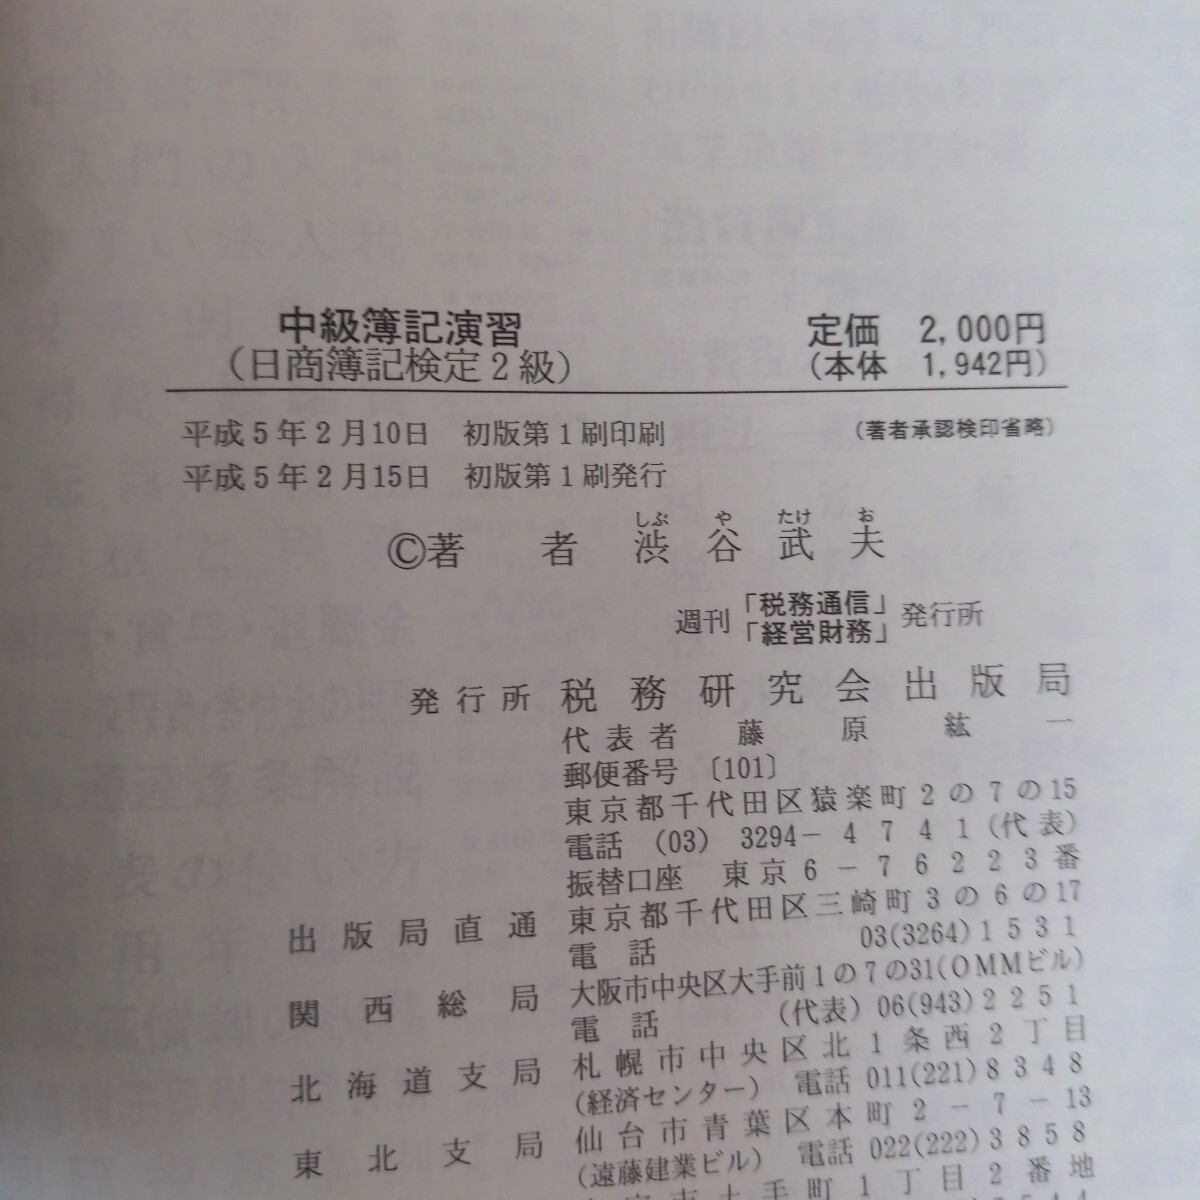 中級簿記演習
(日商簿記検定2級)
定価 2,000円
(本体 1,942円)
平成5年2月10日 初版第1刷印刷
(著者承認検印省略)
平成5年2月15日 初版第1刷発行
しぶ や たけ お
Ⓒ著 者 渋谷武夫
週刊「税務通信」「経営財務」発行所
発行所 税務研究会出版局
代表者 藤原紘一
郵便番号〔101〕
東京都千代田区猿楽町2の7の15
電話 (03) 3294-4741(代表)
振替口座 東京6-76223番
出版局直通 東京都千代田区三崎町3の6の17
電話 03(3264)1531
関西総局 大阪市中央区大手前1の7の31(OMMビル)
電話 (代表) 06(943)2251
北海道支局 札幌市中央区北1条西2丁目
(経済センター) 電話 011(221)8348
東北支局 仙台市青葉区本町2-7-13
(遠藤建業ビル) 電話 022(222)3858
丁目2番地